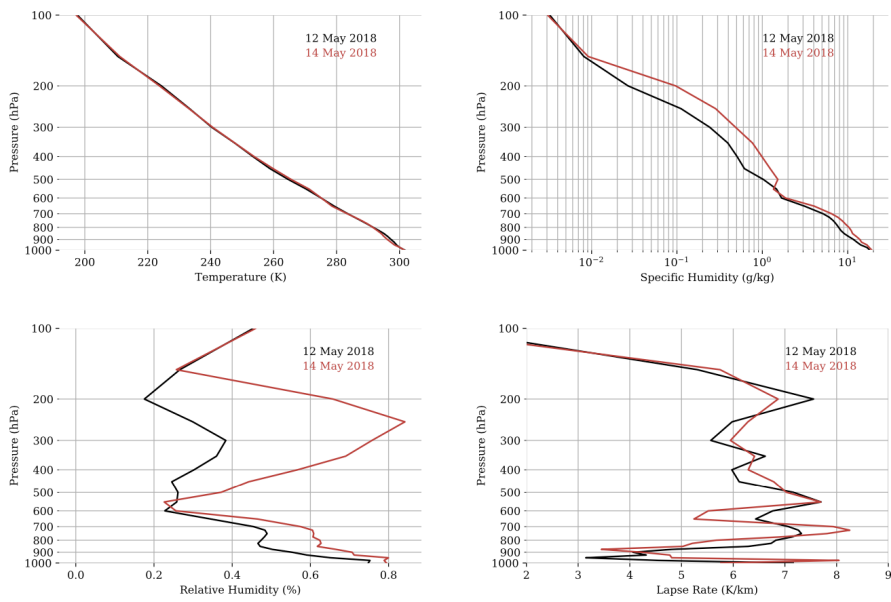 100
200
300
400
500
600
700
800
900
1000
Pressure (hPa)
200 220 240 260 280 300
Temperature (K)
12 May 2018
14 May 2018
100
200
300
400
500
600
700
800
900
1000
Pressure (hPa)
10⁻² 10⁻¹ 10⁰ 10¹
Specific Humidity (g/kg)
12 May 2018
14 May 2018
100
200
300
400
500
600
700
800
900
1000
Pressure (hPa)
0.0 0.2 0.4 0.6 0.8
Relative Humidity (%)
12 May 2018
14 May 2018
100
200
300
400
500
600
700
800
900
1000
Pressure (hPa)
2 3 4 5 6 7 8 9
Lapse Rate (K/km)
12 May 2018
14 May 2018